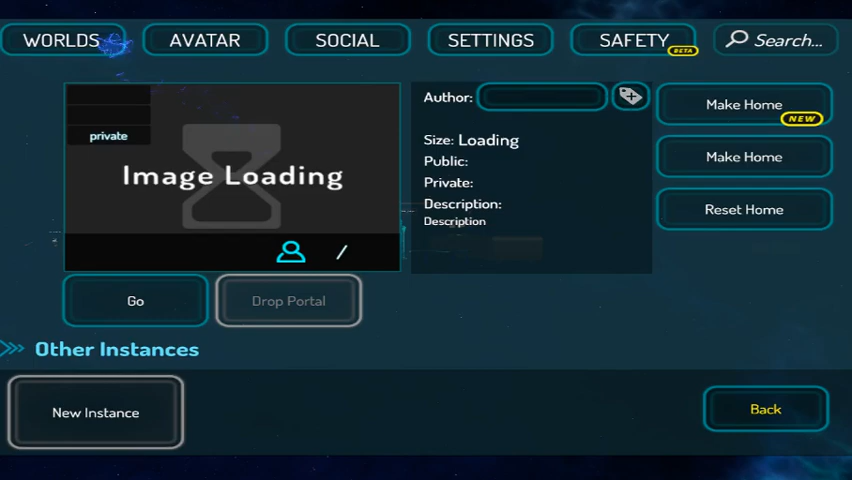 WORLDS AVATAR SOCIAL SETTINGS SAFETY Search...
BETA
private
Image Loading
/
Author:
Size: Loading
Public:
Private:
Description:
Description
Make Home
NEW
Make Home
Reset Home
Go
Drop Portal
Other Instances
New Instance
Back